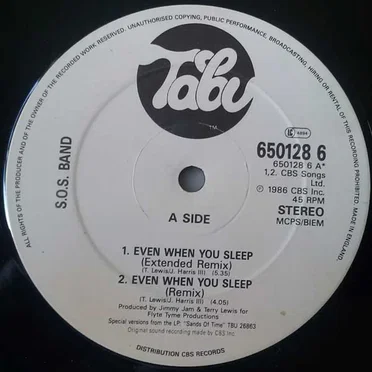 ALL RIGHTS OF THE PRODUCER AND OF THE OWNER OF THE WORK RESERVED. UNAUTHORISED COPYING, PUBLIC PERFORMANCE, BROADCASTING, HIRING OR RENTAL OF THIS RECORDING PROHIBITED. MADE IN ENGLAND.
Tabu
TM
S.O.S. BAND
650128 6
650128 6 A*
1,2. CBS Songs
Ltd.
℗ 1986 CBS Inc.
45 RPM
STEREO
MCPS/BIEM
A SIDE
1. EVEN WHEN YOU SLEEP
(Extended Remix)
(T. Lewis/J. Harris III) (5.35)
2. EVEN WHEN YOU SLEEP
(Remix)
(T. Lewis/J. Harris III) (4.05)
Produced by Jimmy Jam & Terry Lewis for
Flyte Tyme Productions
Special versions from the LP: "Sands Of Time" TBU 26863
Original sound recording made by CBS Inc.
DISTRIBUTION CBS RECORDS